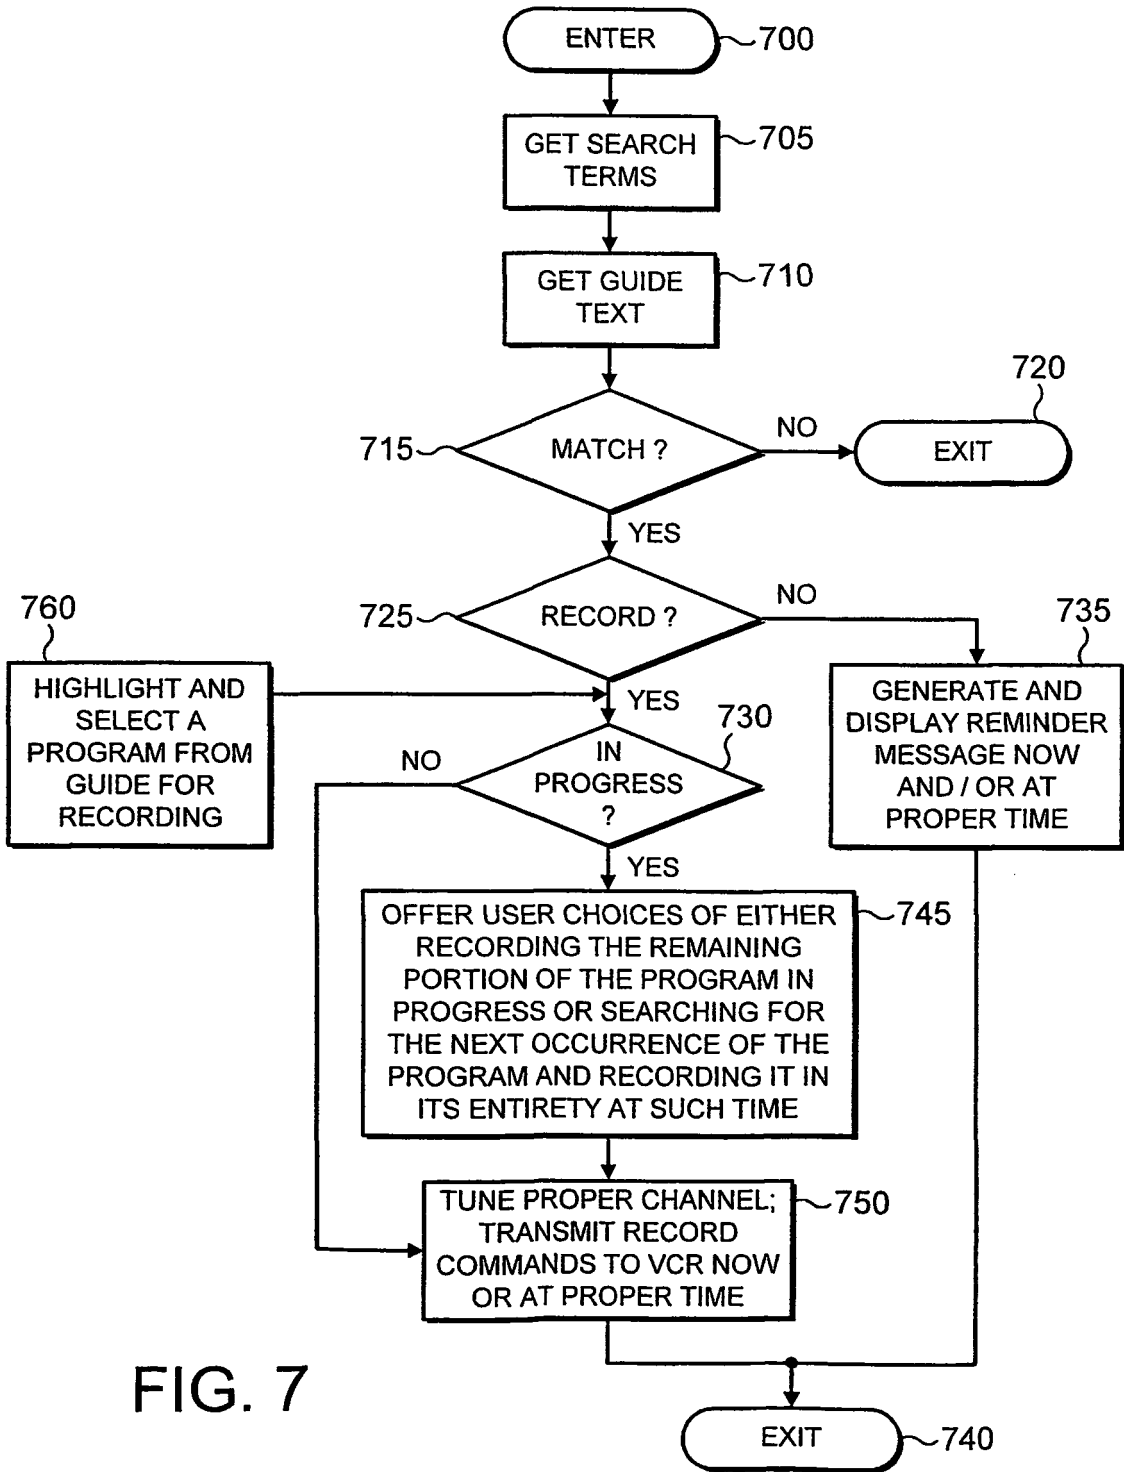 ENTER
700
GET SEARCH
TERMS
705
GET GUIDE
TEXT
710
MATCH ?
715
NO
EXIT
720
YES
RECORD ?
725
NO
760
HIGHLIGHT AND
SELECT A
PROGRAM FROM
GUIDE FOR
RECORDING
YES
735
GENERATE AND
DISPLAY REMINDER
MESSAGE NOW
AND / OR AT
PROPER TIME
730
IN
PROGRESS
?
NO
YES
OFFER USER CHOICES OF EITHER
RECORDING THE REMAINING
PORTION OF THE PROGRAM IN
PROGRESS OR SEARCHING FOR
THE NEXT OCCURRENCE OF THE
PROGRAM AND RECORDING IT IN
ITS ENTIRETY AT SUCH TIME
745
TUNE PROPER CHANNEL;
TRANSMIT RECORD
COMMANDS TO VCR NOW
OR AT PROPER TIME
750
FIG. 7
EXIT
740